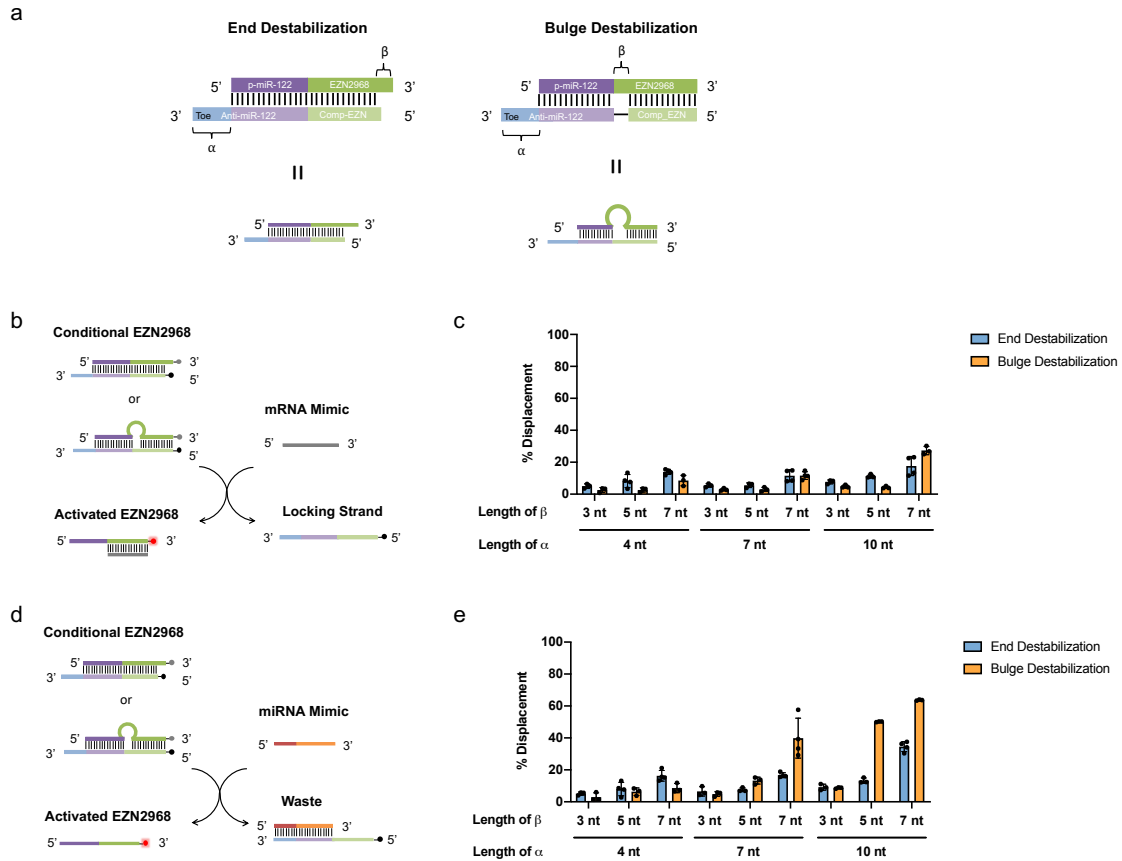 a
End Destabilization
Bulge Destabilization
β
β
5’ p-miR-122 EZN2968 3’
5’ p-miR-122 EZN2968 3’
3’ Toe Anti-miR-122 Comp-EZN 5’
3’ Toe Anti-miR-122 Comp_EZN 5’
α
α
=
=
5’ 3’
3’ 5’
5’ 3’
3’ 5’
b
Conditional EZN2968
5’ 3’
3’ 5’
or
5’ 3’
3’ 5’
mRNA Mimic
5’ 3’
Activated EZN2968
5’ 3’
Locking Strand
3’ 5’
c
% Displacement
100
80
60
40
20
0
End Destabilization
Bulge Destabilization
Length of β 3 nt 5 nt 7 nt 3 nt 5 nt 7 nt 3 nt 5 nt 7 nt
Length of α 4 nt 7 nt 10 nt
d
Conditional EZN2968
5’ 3’
3’ 5’
or
5’ 3’
3’ 5’
miRNA Mimic
5’ 3’
Activated EZN2968
5’ 3’
Waste
5’ 3’
3’ 5’
e
% Displacement
100
80
60
40
20
0
End Destabilization
Bulge Destabilization
Length of β 3 nt 5 nt 7 nt 3 nt 5 nt 7 nt 3 nt 5 nt 7 nt
Length of α 4 nt 7 nt 10 nt